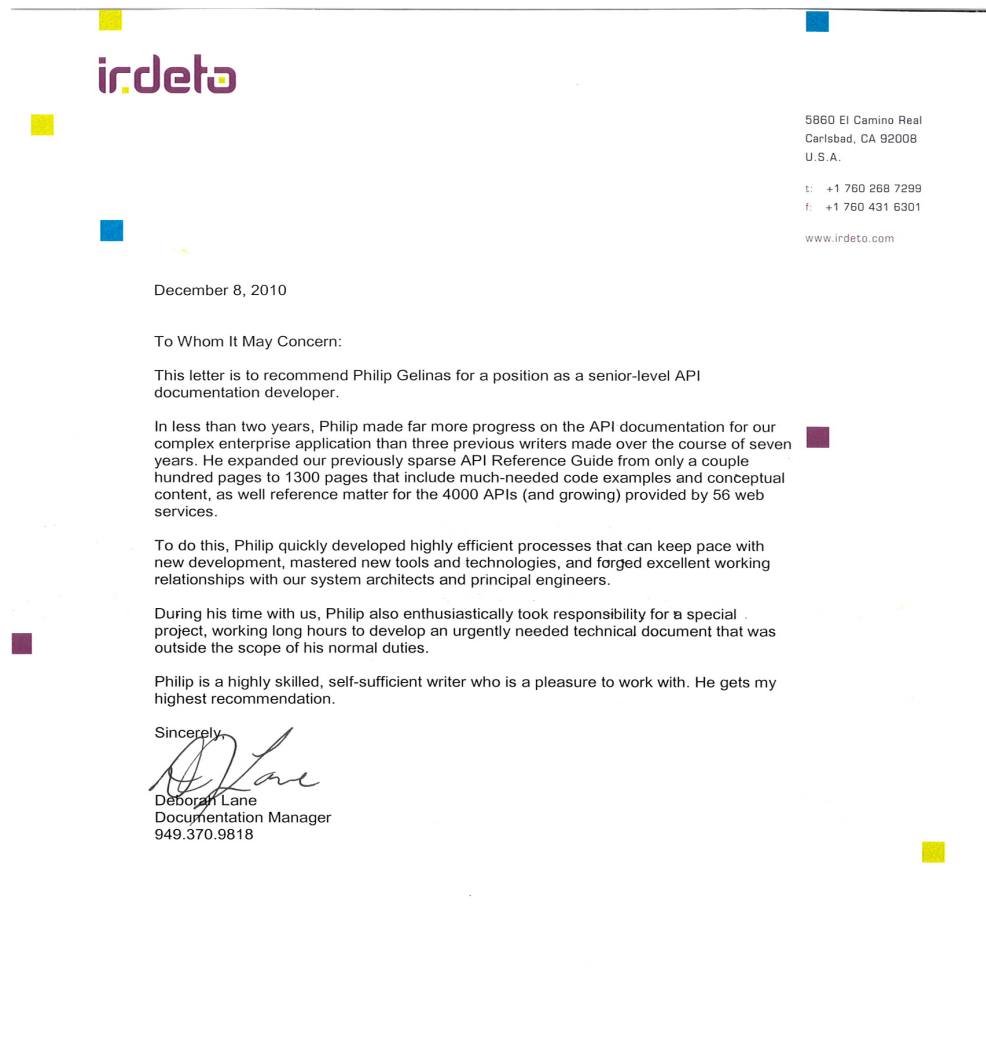 irdeto
5860 El Camino Real
Carlsbad, CA 92008
U.S.A.
t: +1 760 268 7299
f: +1 760 431 6301
www.irdeto.com
December 8, 2010
To Whom It May Concern:
This letter is to recommend Philip Gelinas for a position as a senior-level API
documentation developer.
In less than two years, Philip made far more progress on the API documentation for our
complex enterprise application than three previous writers made over the course of seven
years. He expanded our previously sparse API Reference Guide from only a couple
hundred pages to 1300 pages that include much-needed code examples and conceptual
content, as well reference matter for the 4000 APIs (and growing) provided by 56 web
services.
To do this, Philip quickly developed highly efficient processes that can keep pace with
new development, mastered new tools and technologies, and forged excellent working
relationships with our system architects and principal engineers.
During his time with us, Philip also enthusiastically took responsibility for a special
project, working long hours to develop an urgently needed technical document that was
outside the scope of his normal duties.
Philip is a highly skilled, self-sufficient writer who is a pleasure to work with. He gets my
highest recommendation.
Sincerely,
D Lane
Deborah Lane
Documentation Manager
949.370.9818